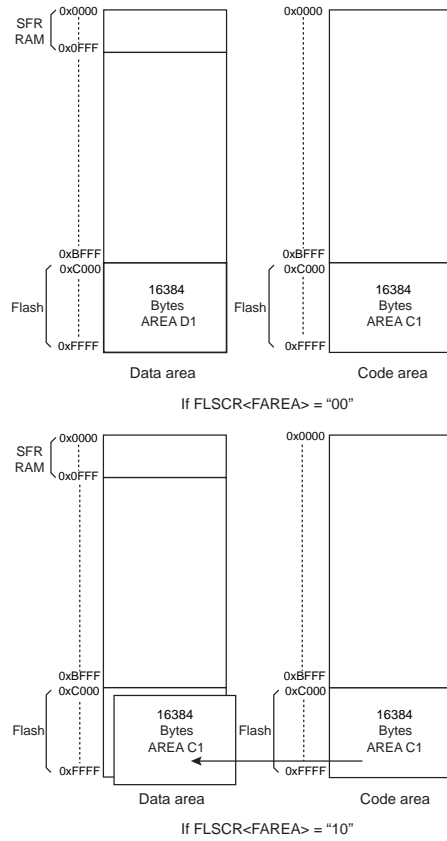 0x0000
SFR
RAM
0x0FFF
0xBFFF
0xC000
Flash
16384
Bytes
AREA D1
0xFFFF
Data area
0x0000
0xBFFF
0xC000
Flash
16384
Bytes
AREA C1
0xFFFF
Code area
If FLSCR<FAREA> = “00”
0x0000
SFR
RAM
0x0FFF
0xBFFF
0xC000
Flash
16384
Bytes
AREA C1
0xFFFF
Data area
0x0000
0xBFFF
0xC000
Flash
16384
Bytes
AREA C1
0xFFFF
Code area
If FLSCR<FAREA> = “10”